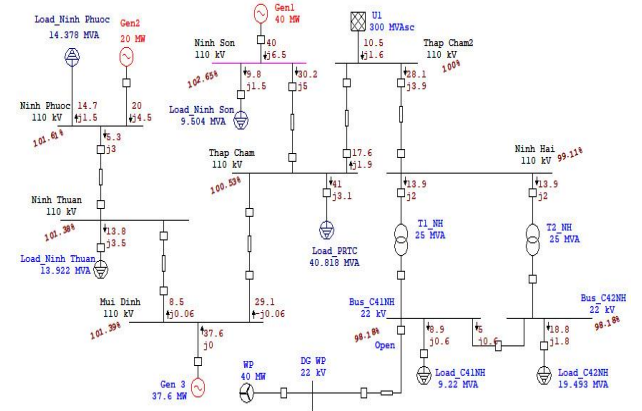 Load_Ninh Phuoc
14.378 MVA
Gen2
20 MW
Gen1
40 MW
U1
300 MVAsc
Ninh Son
110 kV
40
j6.5
10.5
j1.6
Thap Cham2
110 kV
102.65%
9.8
j1.5
30.2
j5
28.1
j3.9
100%
Load_Ninh Son
9.504 MVA
Ninh Phuoc
110 kV
14.7
j1.5
20
j4.5
101.61%
5.3
j3
Thap Cham
110 kV
17.6
j1.9
Ninh Hai
110 kV
99.11%
100.53%
41
j3.1
13.9
j2
13.9
j2
Ninh Thuan
110 kV
101.38%
13.8
j3.5
Load_PRTC
40.818 MVA
T1_NH
25 MVA
T2_NH
25 MVA
Load_Ninh Thuan
13.922 MVA
Mui Dinh
110 kV
8.5
-j0.06
29.1
-j0.06
101.39%
37.6
j0
Bus_C41NH
22 kV
98.18%
Open
8.9
j0.6
5
j0.6
Bus_C42NH
22 kV
98.18%
18.8
j1.8
Gen 3
37.6 MW
WP
40 MW
DG WP
22 kV
Load_C41NH
9.22 MVA
Load_C42NH
19.493 MVA